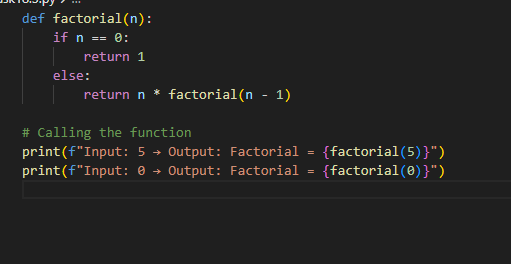 def factorial(n):
    if n == 0:
        return 1
    else:
        return n * factorial(n - 1)

# Calling the function
print(f"Input: 5 → Output: Factorial = {factorial(5)}")
print(f"Input: 0 → Output: Factorial = {factorial(0)}")